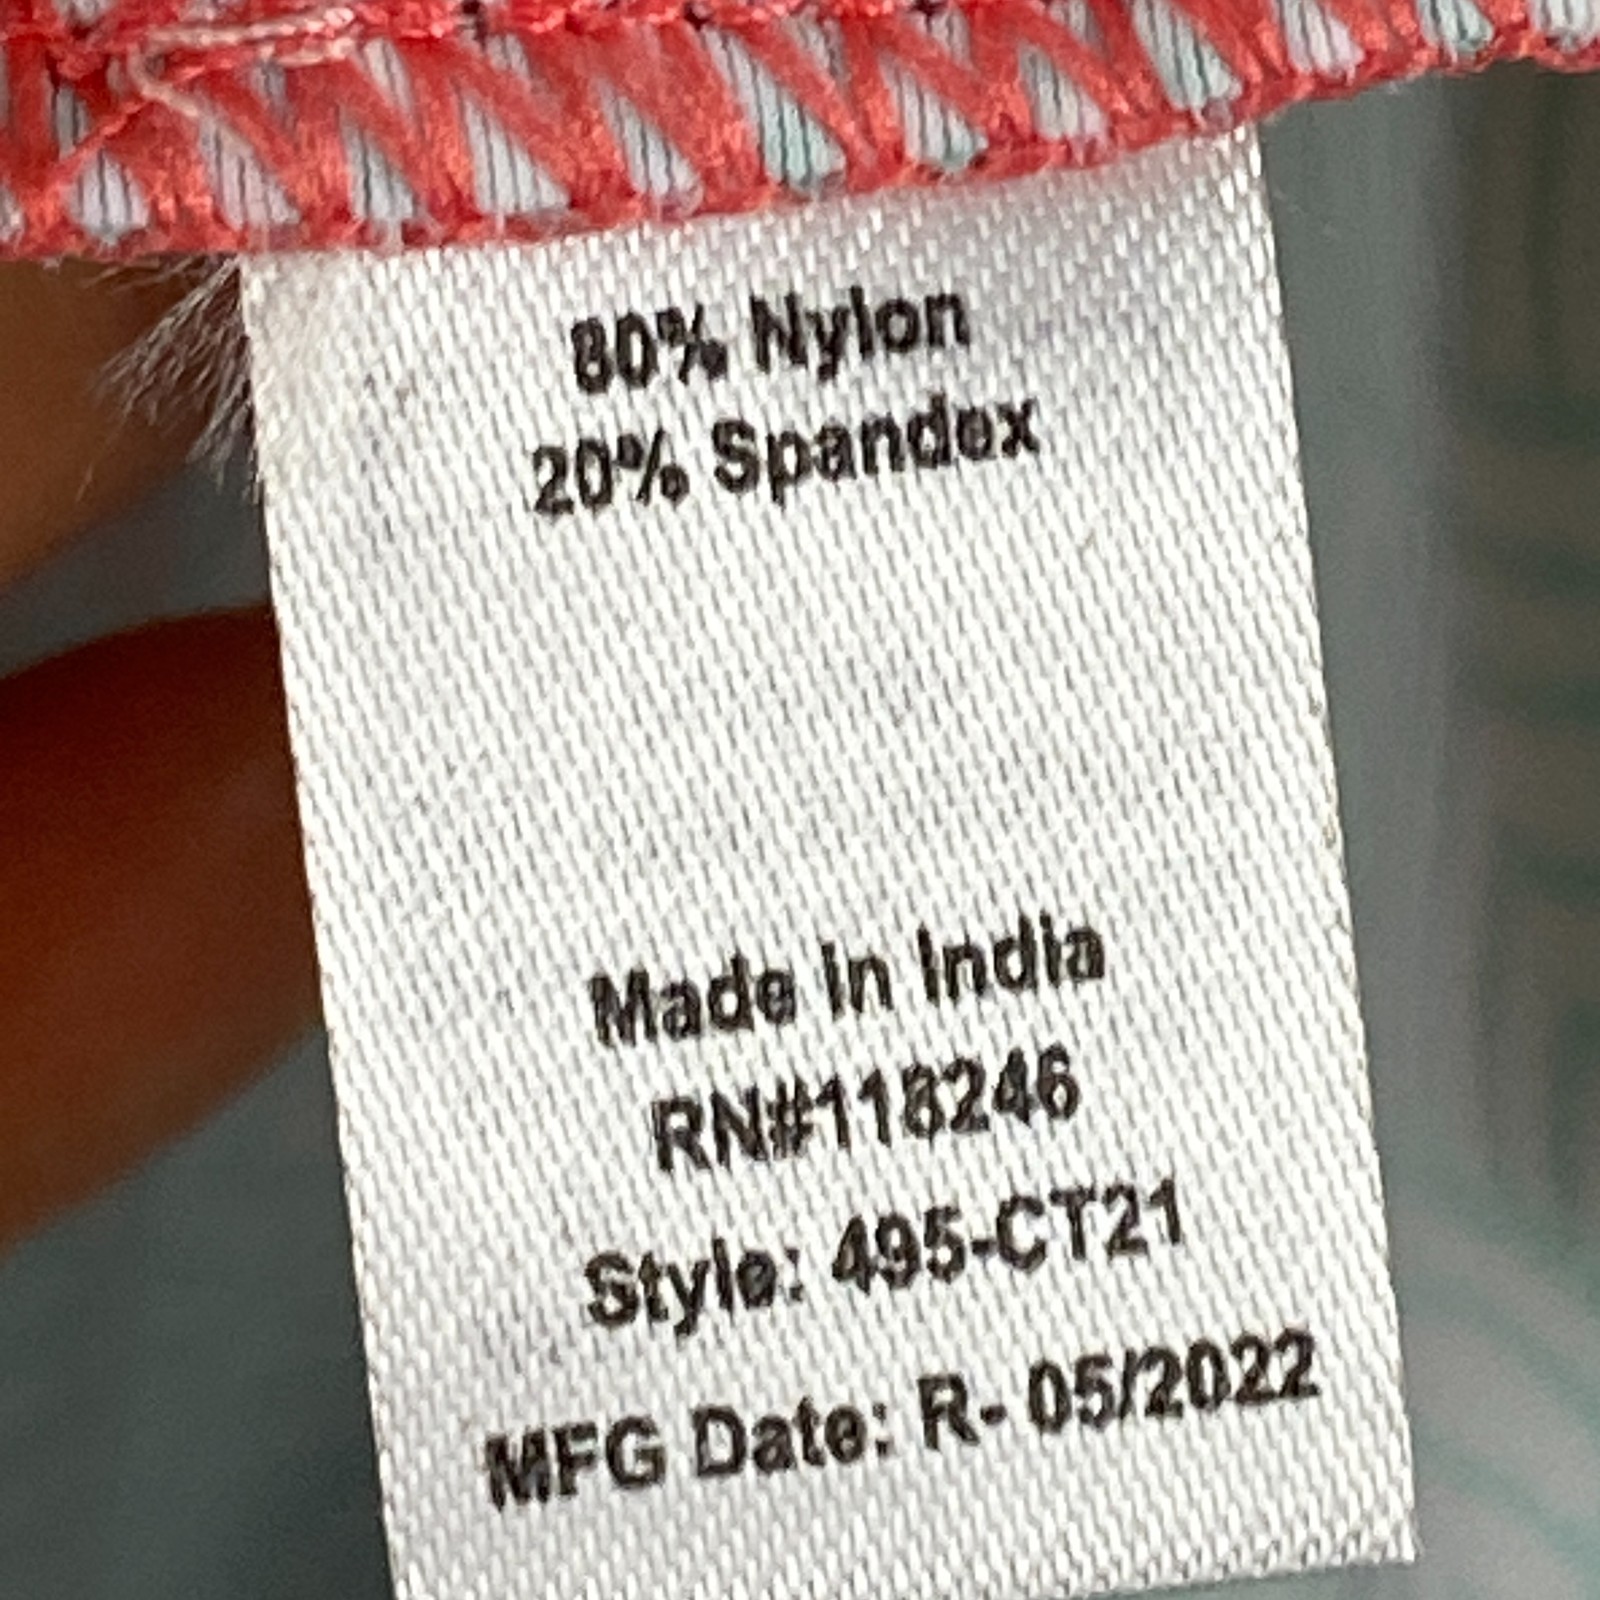 80% Nylon
20% Spandex
Made in India
RN#118246
Style: 495-CT21
MFG Date: R- 05/2022